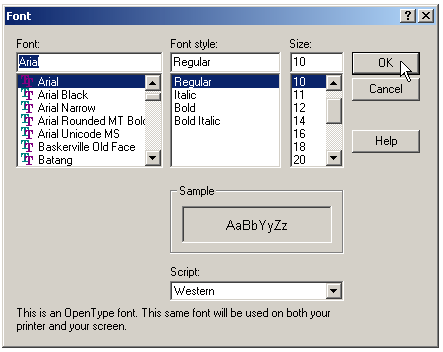 Font
Font: Font style: Size:
Arial Regular 10
Arial Regular 10
Arial Black Italic 11
Arial Narrow Bold 12
Arial Rounded MT Bold Bold Italic 14
Arial Unicode MS 16
Baskerville Old Face 18
Batang 20
OK
Cancel
Help
Sample
AaBbYyZz
Script:
Western
This is an OpenType font. This same font will be used on both your
printer and your screen.